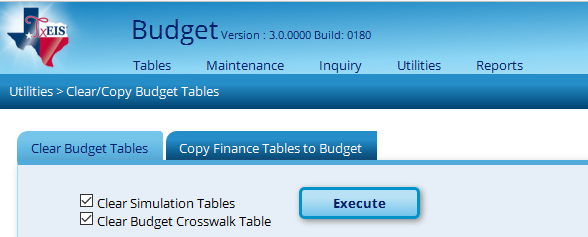 TxEIS
Budget Version : 3.0.0000 Build: 0180
Tables Maintenance Inquiry Utilities Reports
Utilities > Clear/Copy Budget Tables
Clear Budget Tables Copy Finance Tables to Budget
Clear Simulation Tables Execute
Clear Budget Crosswalk Table